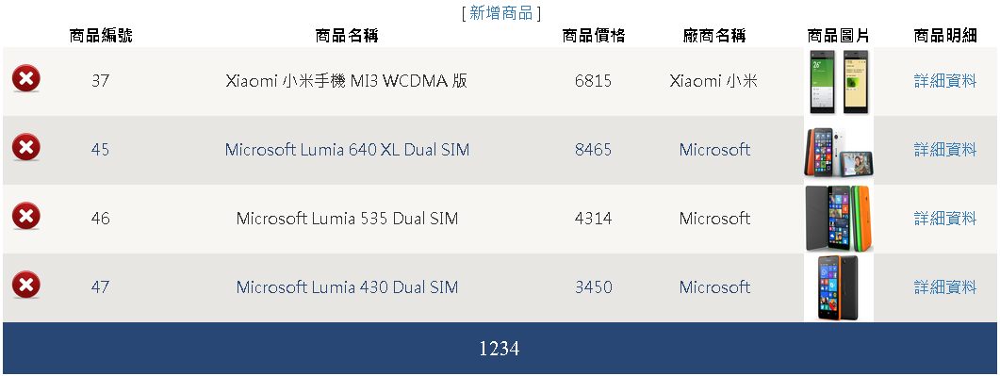 [ 新增商品 ]
商品編號 商品名稱 商品價格 廠商名稱 商品圖片 商品明細
37 Xiaomi 小米手機 MI3 WCDMA 版 6815 Xiaomi 小米 詳細資料
45 Microsoft Lumia 640 XL Dual SIM 8465 Microsoft 詳細資料
46 Microsoft Lumia 535 Dual SIM 4314 Microsoft 詳細資料
47 Microsoft Lumia 430 Dual SIM 3450 Microsoft 詳細資料
1234